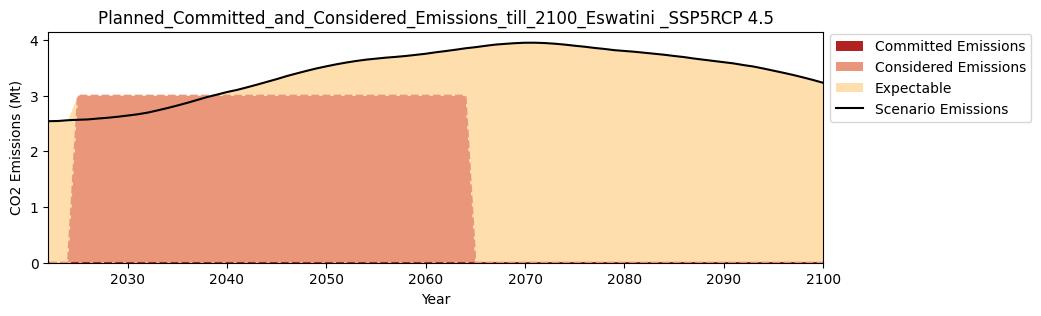 Planned_Committed_and_Considered_Emissions_till_2100_Eswatini _SSP5RCP 4.5
CO2 Emissions (Mt)
4
3
2
1
0
2030 2040 2050 2060 2070 2080 2090 2100
Year
Committed Emissions
Considered Emissions
Expectable
Scenario Emissions